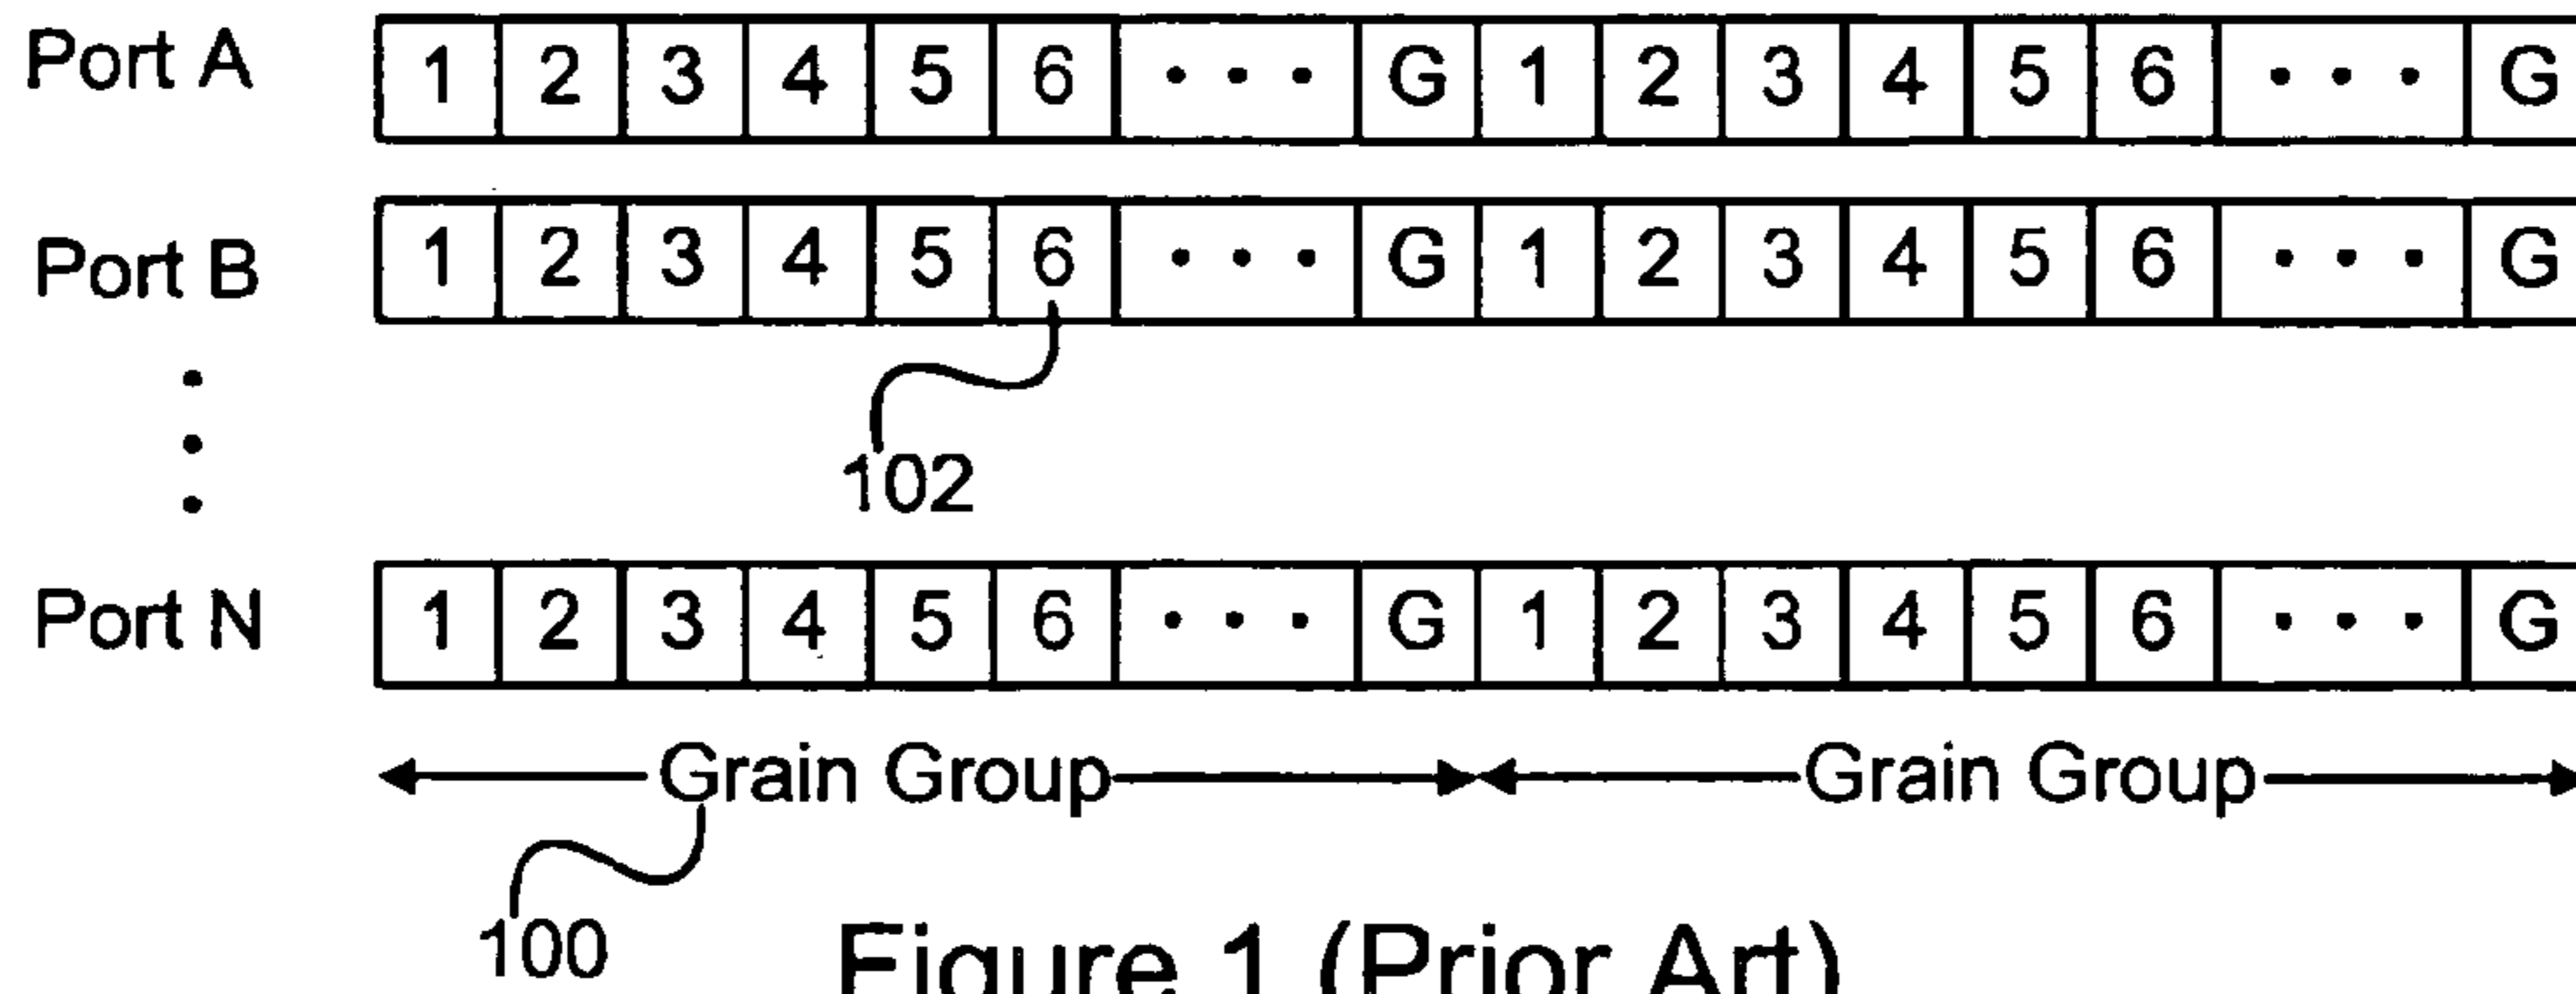 Port A 1 2 3 4 5 6 • • • G 1 2 3 4 5 6 • • • G
Port B 1 2 3 4 5 6 • • • G 1 2 3 4 5 6 • • • G
102
Port N 1 2 3 4 5 6 • • • G 1 2 3 4 5 6 • • • G
Grain Group Grain Group
100
Figure 1 (Prior Art)